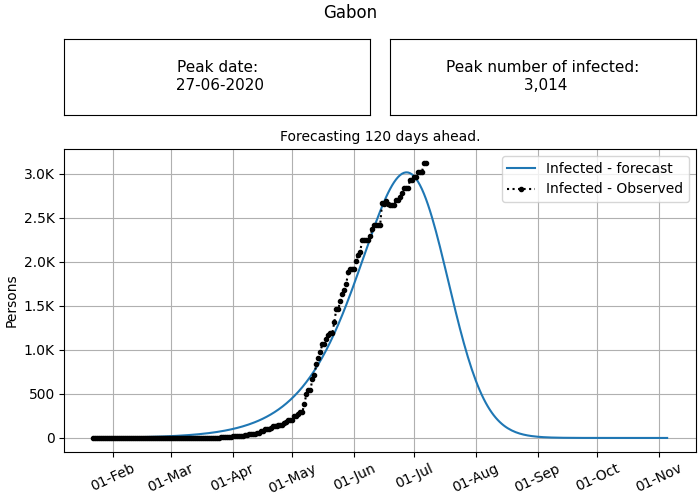 Gabon
Peak date:
27-06-2020
Peak number of infected:
3,014
Forecasting 120 days ahead.
Infected - forecast
Infected - Observed
3.0K
2.5K
2.0K
1.5K
1.0K
500
0
Persons
01-Feb
01-Mar
01-Apr
01-May
01-Jun
01-Jul
01-Aug
01-Sep
01-Oct
01-Nov